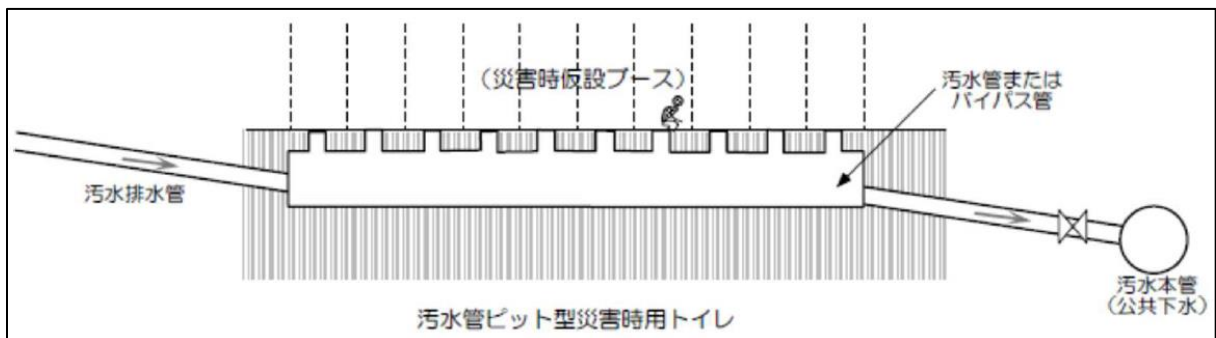 （災害時仮設ブース）
汚水管または
バイパス管
汚水排水管
汚水本管
（公共下水）
汚水管ピット型災害時用トイレ